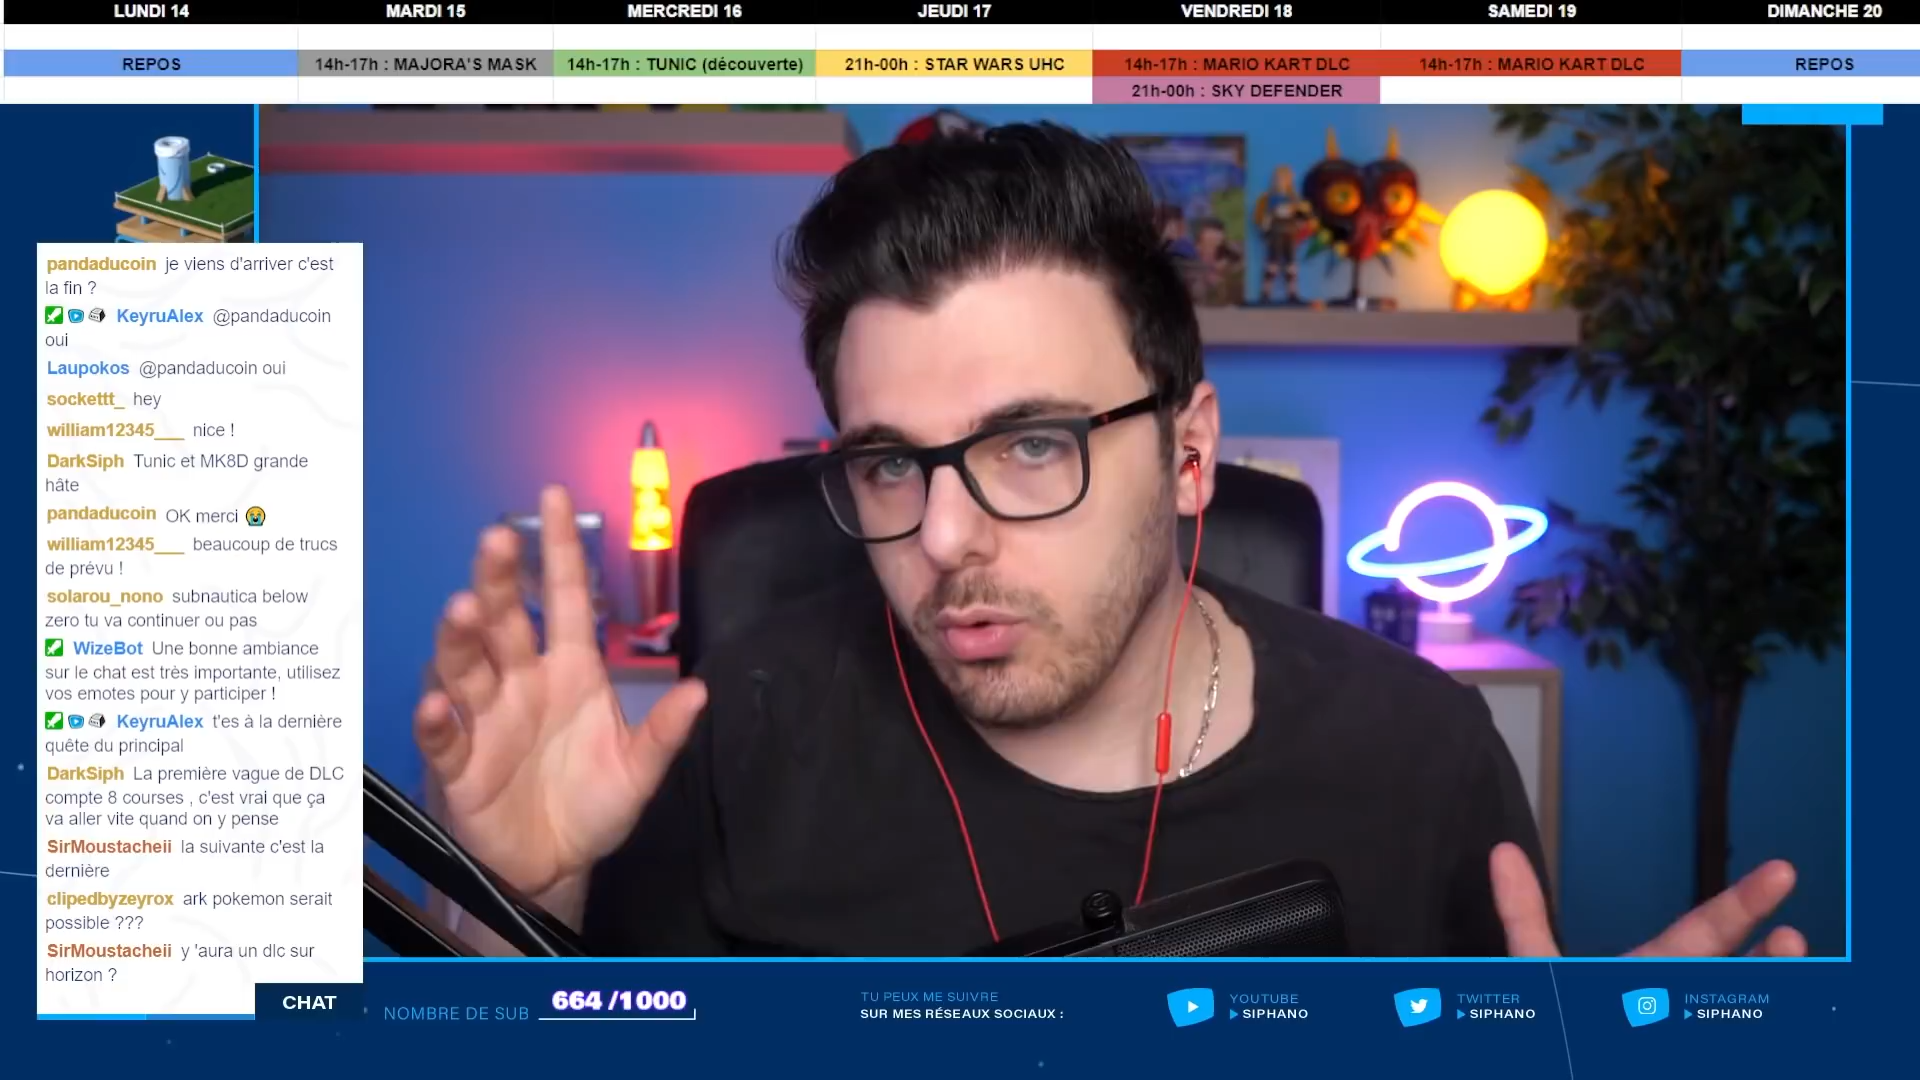 LUNDI 14
MARDI 15
MERCREDI 16
JEUDI 17
VENDREDI 18
SAMEDI 19
DIMANCHE 20
REPOS
14h-17h : MAJORA'S MASK
14h-17h : TUNIC (découverte)
21h-00h : STAR WARS UHC
14h-17h : MARIO KART DLC
14h-17h : MARIO KART DLC
REPOS
21h-00h : SKY DEFENDER
pandaducoin je viens d'arriver c'est
la fin ?
KeyruAlex @pandaducoin
oui
Laupokos @pandaducoin oui
sockettt_ hey
william12345___ nice !
DarkSiph Tunic et MK8D grande
hâte
pandaducoin OK merci 😭
william12345___ beaucoup de trucs
de prévu !
solarou_nono subnautica below
zero tu va continuer ou pas
WizeBot Une bonne ambiance
sur le chat est très importante, utilisez
vos emotes pour y participer !
KeyruAlex t'es à la dernière
quête du principal
DarkSiph La première vague de DLC
compte 8 courses , c'est vrai que ça
va aller vite quand on y pense
SirMoustacheii la suivante c'est la
dernière
clipedbyzeyrox ark pokemon serait
possible ???
SirMoustacheii y 'aura un dlc sur
horizon ?
CHAT
NOMBRE DE SUB 664 /1000
TU PEUX ME SUIVRE
SUR MES RÉSEAUX SOCIAUX :
YOUTUBE
SIPHANO
TWITTER
SIPHANO
INSTAGRAM
SIPHANO